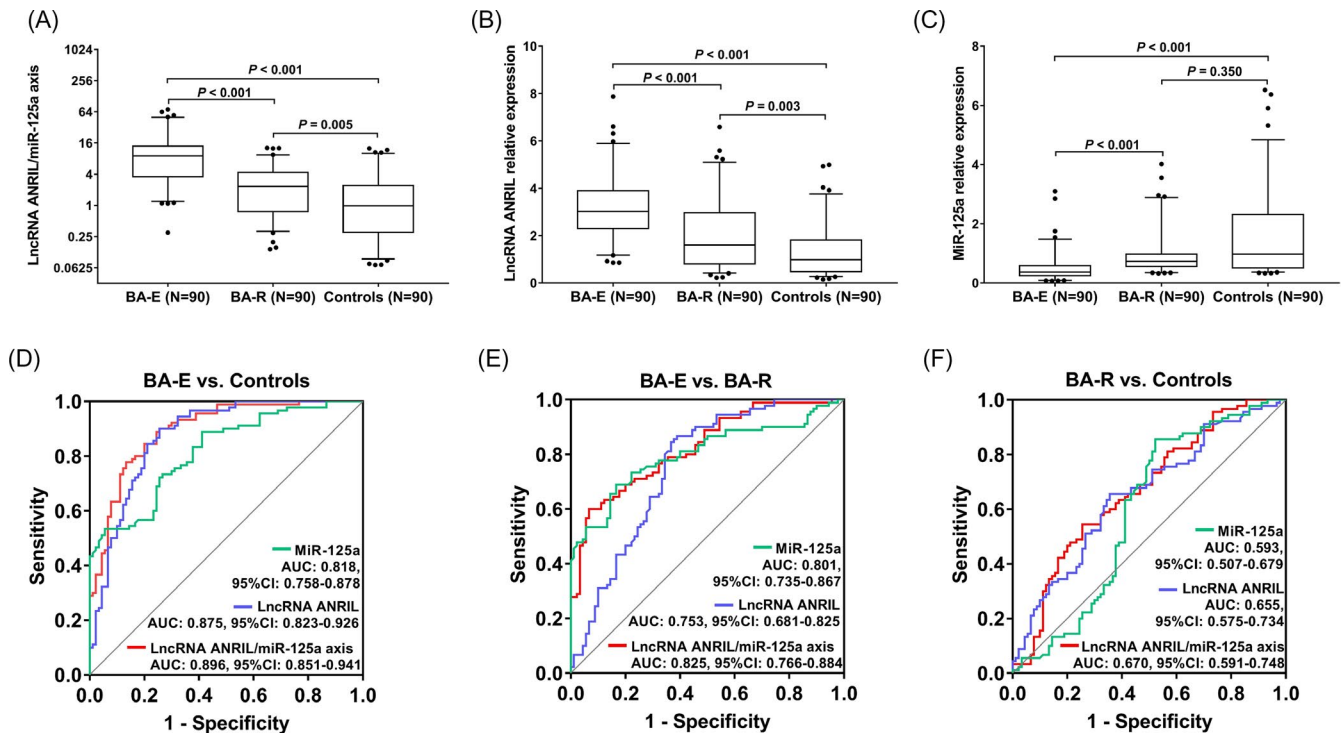 (A)
LncRNA ANRIL/miR-125a axis
1024
256
64
16
4
1
0.25
0.0625
P < 0.001
P < 0.001
P = 0.005
BA-E (N=90) BA-R (N=90) Controls (N=90)
(B)
LncRNA ANRIL relative expression
10
8
6
4
2
0
P < 0.001
P < 0.001
P = 0.003
BA-E (N=90) BA-R (N=90) Controls (N=90)
(C)
MiR-125a relative expression
8
6
4
2
0
P < 0.001
P = 0.350
P < 0.001
BA-E (N=90) BA-R (N=90) Controls (N=90)
(D)
BA-E vs. Controls
Sensitivity
1.0
0.8
0.6
0.4
0.2
0.0
MiR-125a
AUC: 0.818,
95%CI: 0.758-0.878
LncRNA ANRIL
AUC: 0.875, 95%CI: 0.823-0.926
LncRNA ANRIL/miR-125a axis
AUC: 0.896, 95%CI: 0.851-0.941
0.0 0.2 0.4 0.6 0.8 1.0
1 - Specificity
(E)
BA-E vs. BA-R
Sensitivity
1.0
0.8
0.6
0.4
0.2
0.0
MiR-125a
AUC: 0.801,
95%CI: 0.735-0.867
LncRNA ANRIL
AUC: 0.753, 95%CI: 0.681-0.825
LncRNA ANRIL/miR-125a axis
AUC: 0.825, 95%CI: 0.766-0.884
0.0 0.2 0.4 0.6 0.8 1.0
1 - Specificity
(F)
BA-R vs. Controls
Sensitivity
1.0
0.8
0.6
0.4
0.2
0.0
MiR-125a
AUC: 0.593,
95%CI: 0.507-0.679
LncRNA ANRIL
AUC: 0.655,
95%CI: 0.575-0.734
LncRNA ANRIL/miR-125a axis
AUC: 0.670, 95%CI: 0.591-0.748
0.0 0.2 0.4 0.6 0.8 1.0
1 - Specificity